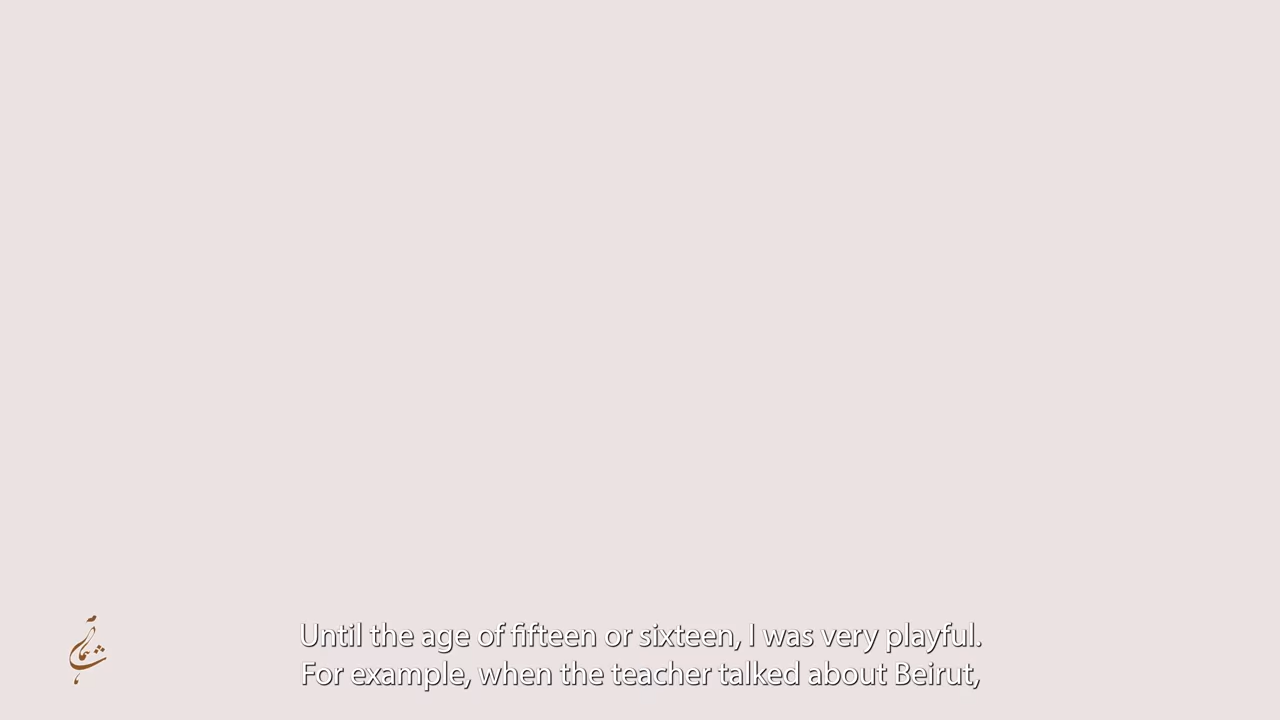 Until the age of fifteen or sixteen, I was very playful.
For example, when the teacher talked about Beirut,